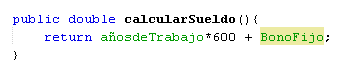 public double calcularSueldo(){
return añosdeTrabajo*600 + BonoFijo;
}